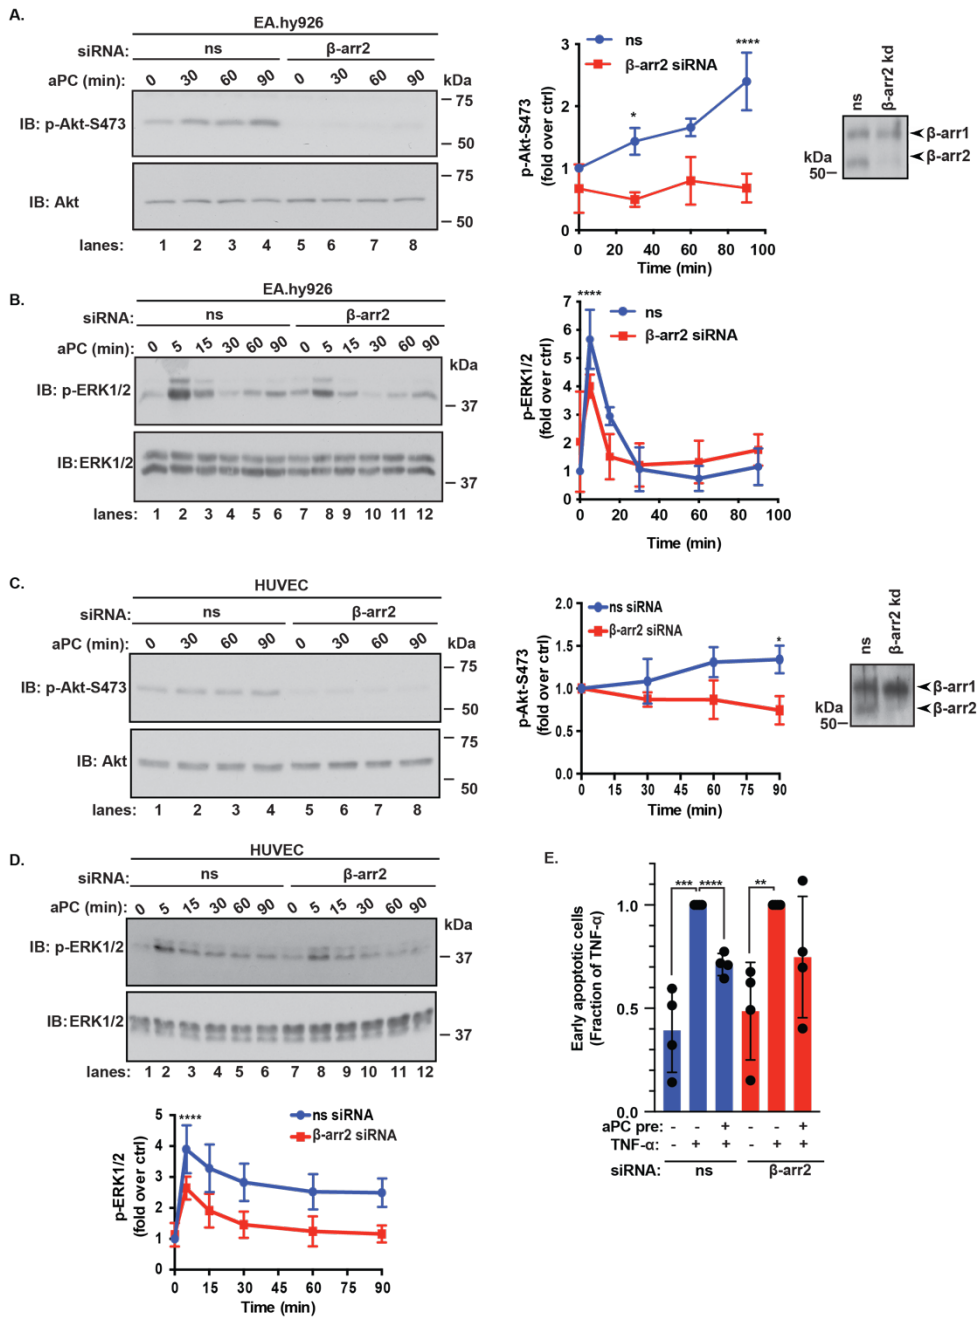 A.
EA.hy926
siRNA: ns β-arr2
aPC (min): 0 30 60 90 0 30 60 90 kDa
IB: p-Akt-S473
75
50
IB: Akt
75
50
lanes: 1 2 3 4 5 6 7 8
p-Akt-S473
(fold over ctrl)
3
2
1
0
ns
β-arr2 siRNA
*
****
0 20 40 60 80 100
Time (min)
ns
β-arr2 kd
β-arr1
β-arr2
kDa
50
B.
EA.hy926
siRNA: ns β-arr2
aPC (min): 0 5 15 30 60 90 0 5 15 30 60 90
kDa
IB: p-ERK1/2
37
IB:ERK1/2
37
lanes: 1 2 3 4 5 6 7 8 9 10 11 12
p-ERK1/2
(fold over ctrl)
****
7
6
5
4
3
2
1
0
ns
β-arr2 siRNA
0 20 40 60 80 100
Time (min)
C.
HUVEC
siRNA: ns β-arr2
aPC (min): 0 30 60 90 0 30 60 90 kDa
IB: p-Akt-S473
75
50
IB: Akt
75
50
lanes: 1 2 3 4 5 6 7 8
p-Akt-S473
(fold over ctrl)
2.0
1.5
1.0
0.5
0.0
ns siRNA
β-arr2 siRNA
*
0 15 30 45 60 75 90
Time (min)
ns
β-arr2 kd
β-arr1
β-arr2
kDa
50
D.
HUVEC
siRNA: ns β-arr2
aPC (min): 0 5 15 30 60 90 0 5 15 30 60 90
kDa
IB: p-ERK1/2
37
IB:ERK1/2
37
lanes: 1 2 3 4 5 6 7 8 9 10 11 12
p-ERK1/2
(fold over ctrl)
5
4
3
2
1
0
****
ns siRNA
β-arr2 siRNA
0 15 30 45 60 75 90
Time (min)
E.
Early apoptotic cells
(Fraction of TNF-α)
1.0
0.5
0.0
*** ****
**
aPC pre: - - + - - +
TNF-α: - + + - + +
siRNA: ns β-arr2